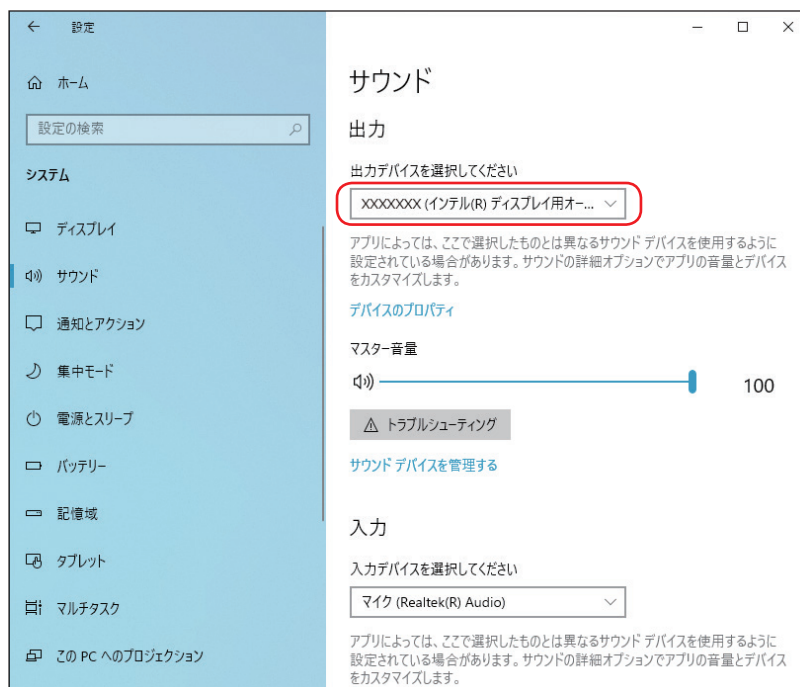 設定
ホーム
設定の検索
システム
ディスプレイ
サウンド
通知とアクション
集中モード
電源とスリープ
バッテリー
記憶域
タブレット
マルチタスク
この PC へのプロジェクション
サウンド
出力
出力デバイスを選択してください
XXXXXXX (インテル(R) ディスプレイ用オー...
アプリによっては、ここで選択したものとは異なるサウンド デバイスを使用するように
設定されている場合があります。サウンドの詳細オプションでアプリの音量とデバイス
をカスタマイズします。
デバイスのプロパティ
マスター音量
100
トラブルシューティング
サウンド デバイスを管理する
入力
入力デバイスを選択してください
マイク (Realtek(R) Audio)
アプリによっては、ここで選択したものとは異なるサウンド デバイスを使用するように
設定されている場合があります。サウンドの詳細オプションでアプリの音量とデバイス
をカスタマイズします。